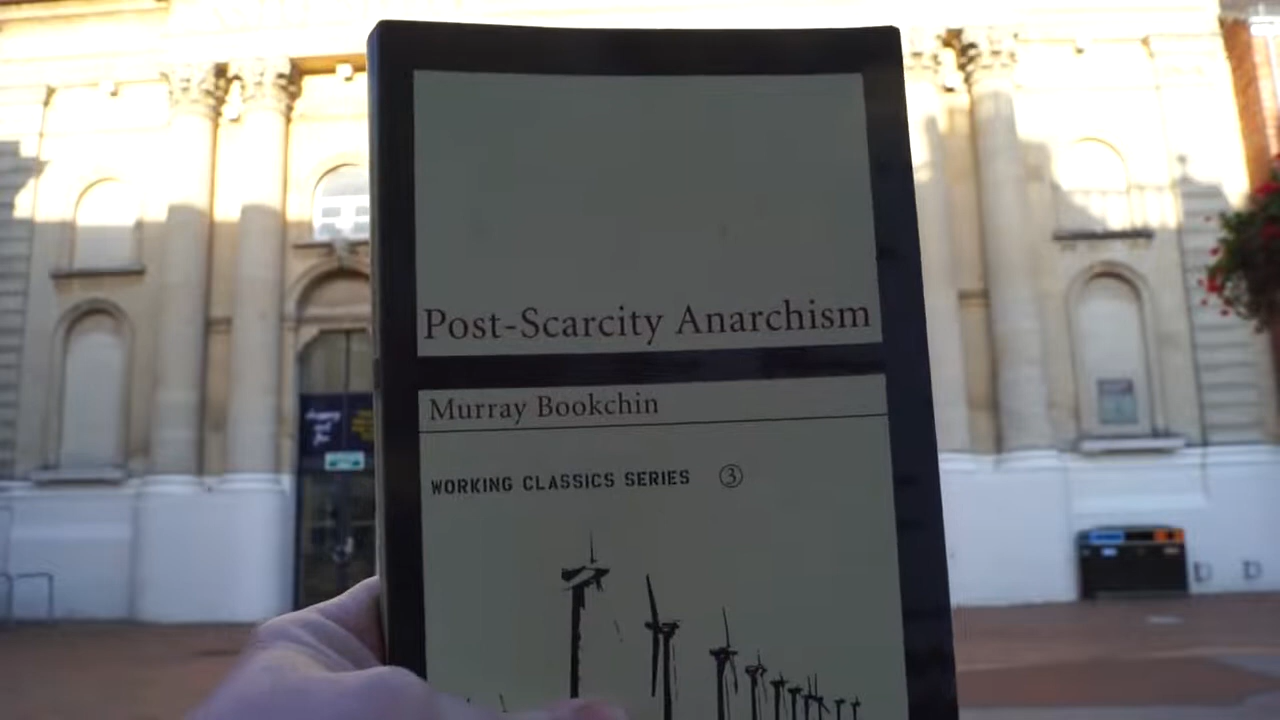 Post-Scarcity Anarchism
Murray Bookchin
WORKING CLASSICS SERIES ③